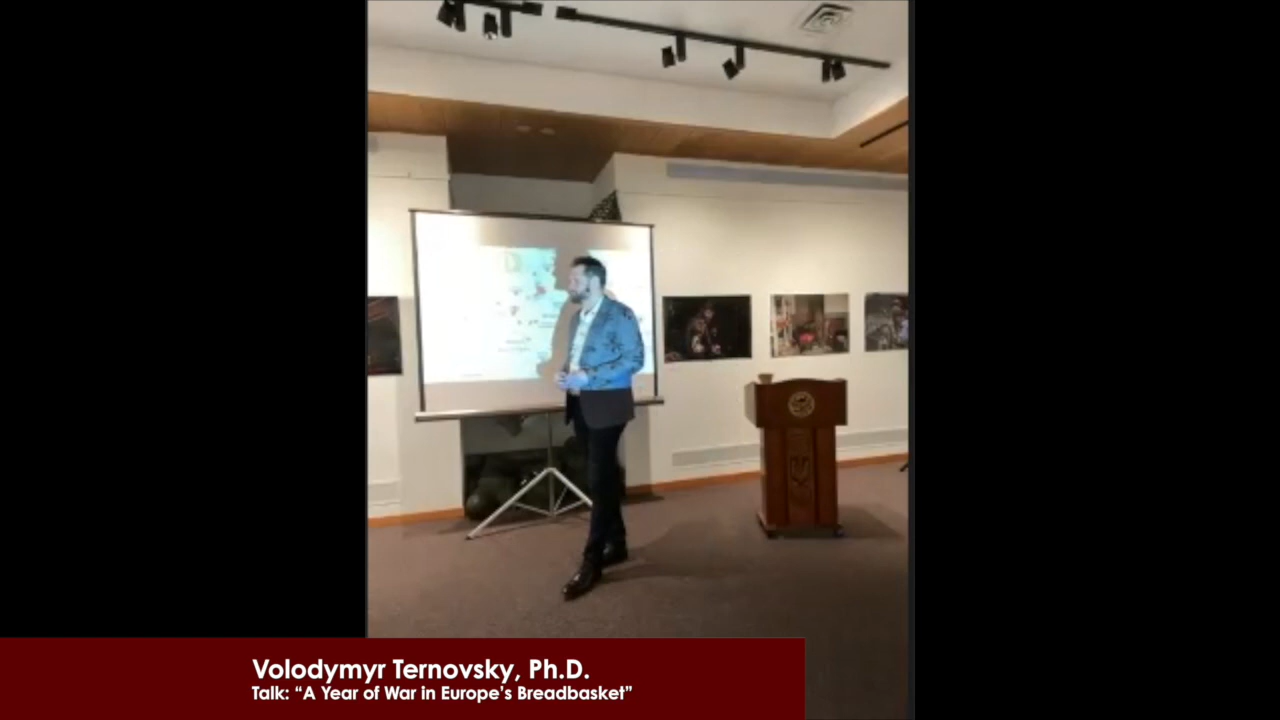 Volodymyr Ternovsky, Ph.D.
Talk: “A Year of War in Europe’s Breadbasket”